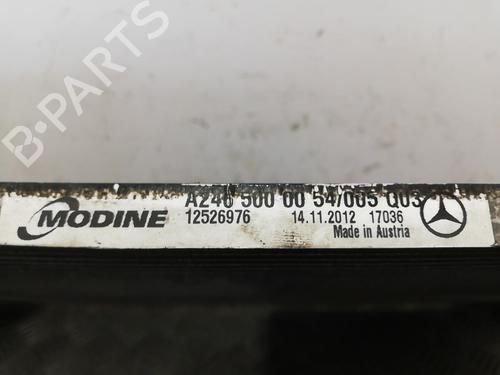 B-PARTS
MODINE
A246 500 00 54/005 Q03
12526976 14.11.2012 17036
Made in Austria